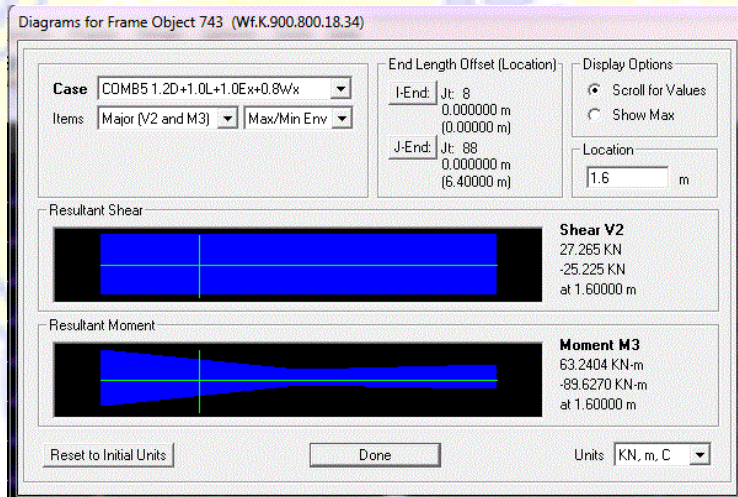 Diagrams for Frame Object 743 (Wf.K.900.800.18.34)
Case COMB5 1.2D+1.0L+1.0Ex+0.8Wx
Items Major (V2 and M3) Max/Min Env
End Length Offset (Location)
I-End: Jt: 8
0.000000 m
(0.00000 m)
J-End: Jt: 88
0.000000 m
(6.40000 m)
Display Options
Scroll for Values
Show Max
Location
1.6 m
Resultant Shear
Shear V2
27.265 KN
-25.225 KN
at 1.60000 m
Resultant Moment
Moment M3
63.2404 KN-m
-89.6270 KN-m
at 1.60000 m
Reset to Initial Units
Done
Units KN, m, C